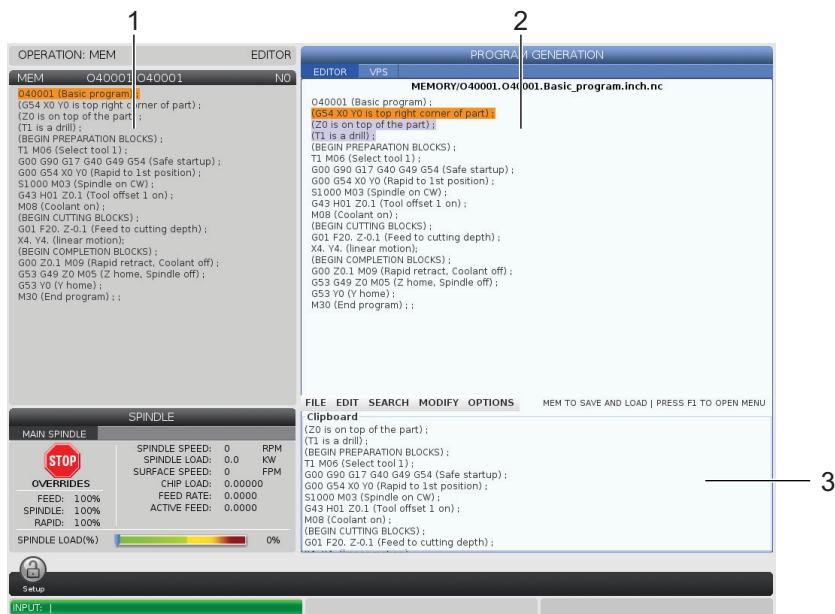 1
2
OPERATION: MEM EDITOR
MEM O40001 O40001 N0
O40001 (Basic program) ;
(G54 X0 Y0 is top right corner of part) ;
(Z0 is on top of the part) ;
(T1 is a drill) ;
(BEGIN PREPARATION BLOCKS) ;
T1 M06 (Select tool 1) ;
G00 G90 G17 G40 G49 G54 (Safe startup) ;
G00 G54 X0 Y0 (Rapid to 1st position) ;
S1000 M03 (Spindle on CW) ;
G43 H01 Z0.1 (Tool offset 1 on) ;
M08 (Coolant on) ;
(BEGIN CUTTING BLOCKS) ;
G01 F20. Z-0.1 (Feed to cutting depth) ;
X4. Y4. (linear motion);
(BEGIN COMPLETION BLOCKS) ;
G00 Z0.1 M09 (Rapid retract, Coolant off) ;
G53 G49 Z0 M05 (Z home, Spindle off) ;
G53 Y0 (Y home) ;
M30 (End program) ; ;
PROGRAM GENERATION
EDITOR VPS
MEMORY/O40001.O40001.Basic_program.inch.nc
O40001 (Basic program) ;
(G54 X0 Y0 is top right corner of part) ;
(Z0 is on top of the part) ;
(T1 is a drill) ;
(BEGIN PREPARATION BLOCKS) ;
T1 M06 (Select tool 1) ;
G00 G90 G17 G40 G49 G54 (Safe startup) ;
G00 G54 X0 Y0 (Rapid to 1st position) ;
S1000 M03 (Spindle on CW) ;
G43 H01 Z0.1 (Tool offset 1 on) ;
M08 (Coolant on) ;
(BEGIN CUTTING BLOCKS) ;
G01 F20. Z-0.1 (Feed to cutting depth) ;
X4. Y4. (linear motion);
(BEGIN COMPLETION BLOCKS) ;
G00 Z0.1 M09 (Rapid retract, Coolant off) ;
G53 G49 Z0 M05 (Z home, Spindle off) ;
G53 Y0 (Y home) ;
M30 (End program) ; ;
FILE EDIT SEARCH MODIFY OPTIONS MEM TO SAVE AND LOAD | PRESS F1 TO OPEN MENU
Clipboard
(Z0 is on top of the part) ;
(T1 is a drill) ;
(BEGIN PREPARATION BLOCKS) ;
T1 M06 (Select tool 1) ;
G00 G90 G17 G40 G49 G54 (Safe startup) ;
G00 G54 X0 Y0 (Rapid to 1st position) ;
S1000 M03 (Spindle on CW) ;
G43 H01 Z0.1 (Tool offset 1 on) ;
M08 (Coolant on) ;
(BEGIN CUTTING BLOCKS) ;
G01 F20. Z-0.1 (Feed to cutting depth) ;
3
SPINDLE
MAIN SPINDLE
STOP
OVERRIDES
FEED: 100%
SPINDLE: 100%
RAPID: 100%
SPINDLE SPEED: 0 RPM
SPINDLE LOAD: 0.0 KW
SURFACE SPEED: 0 FPM
CHIP LOAD: 0.00000
FEED RATE: 0.0000
ACTIVE FEED: 0.0000
SPINDLE LOAD(%) 0%
Setup
INPUT: